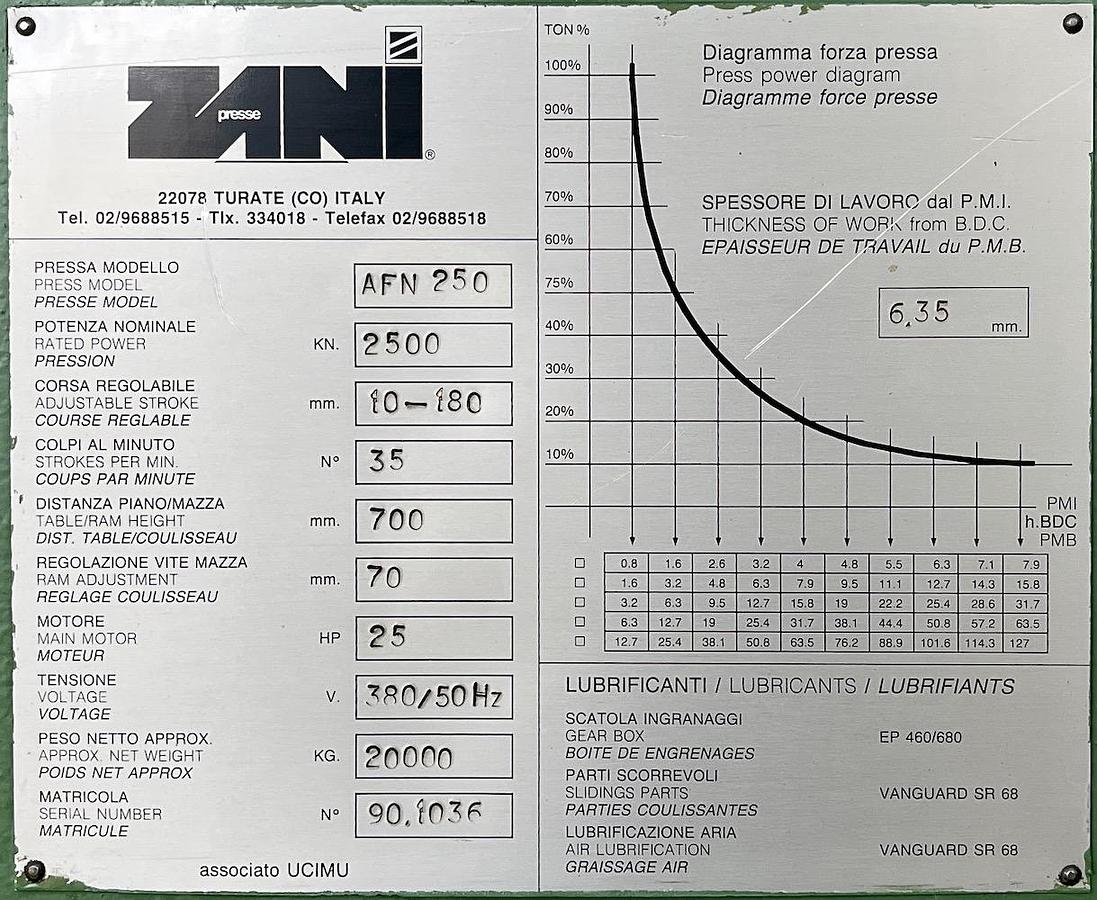 ZANI
presse
®
22078 TURATE (CO) ITALY
Tel. 02/9688515 - Tlx. 334018 - Telefax 02/9688518
PRESSA MODELLO
PRESS MODEL
PRESSE MODEL
AFN 250
POTENZA NOMINALE
RATED POWER
PRESSION
KN.
2500
CORSA REGOLABILE
ADJUSTABLE STROKE
COURSE REGLABLE
mm.
10-180
COLPI AL MINUTO
STROKES PER MIN.
COUPS PAR MINUTE
N°
35
DISTANZA PIANO/MAZZA
TABLE/RAM HEIGHT
DIST. TABLE/COULISSEAU
mm.
700
REGOLAZIONE VITE MAZZA
RAM ADJUSTMENT
REGLAGE COULISSEAU
mm.
70
MOTORE
MAIN MOTOR
MOTEUR
HP
25
TENSIONE
VOLTAGE
VOLTAGE
V.
380/50Hz
PESO NETTO APPROX.
APPROX. NET WEIGHT
POIDS NET APPROX
KG.
20000
MATRICOLA
SERIAL NUMBER
MATRICULE
N°
90.1036
associato UCIMU
TON %
100%
90%
80%
70%
60%
75%
40%
30%
20%
10%
Diagramma forza pressa
Press power diagram
Diagramme force presse
SPESSORE DI LAVORO dal P.M.I.
THICKNESS OF WORK from B.D.C.
EPAISSEUR DE TRAVAIL du P.M.B.
6.35 mm.
PMI
h.BDC
PMB
0.8 1.6 2.6 3.2 4 4.8 5.5 6.3 7.1 7.9
1.6 3.2 4.8 6.3 7.9 9.5 11.1 12.7 14.3 15.8
3.2 6.3 9.5 12.7 15.8 19 22.2 25.4 28.6 31.7
6.3 12.7 19 25.4 31.7 38.1 44.4 50.8 57.2 63.5
12.7 25.4 38.1 50.8 63.5 76.2 88.9 101.6 114.3 127
LUBRIFICANTI / LUBRICANTS / LUBRIFIANTS
SCATOLA INGRANAGGI
GEAR BOX
BOITE DE ENGRENAGES
EP 460/680
PARTI SCORREVOLI
SLIDINGS PARTS
PARTIES COULISSANTES
VANGUARD SR 68
LUBRIFICAZIONE ARIA
AIR LUBRIFICATION
GRAISSAGE AIR
VANGUARD SR 68